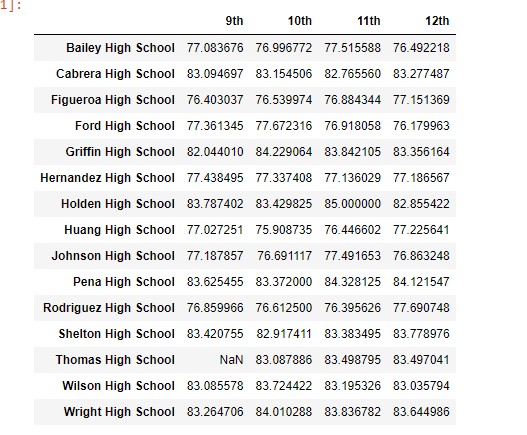 1]:
9th 10th 11th 12th
Bailey High School 77.083676 76.996772 77.515588 76.492218
Cabrera High School 83.094697 83.154506 82.765560 83.277487
Figueroa High School 76.403037 76.539974 76.884344 77.151369
Ford High School 77.361345 77.672316 76.918058 76.179963
Griffin High School 82.044010 84.229064 83.842105 83.356164
Hernandez High School 77.438495 77.337408 77.136029 77.186567
Holden High School 83.787402 83.429825 85.000000 82.855422
Huang High School 77.027251 75.908735 76.446602 77.225641
Johnson High School 77.187857 76.691117 77.491653 76.863248
Pena High School 83.625455 83.372000 84.328125 84.121547
Rodriguez High School 76.859966 76.612500 76.395626 77.690748
Shelton High School 83.420755 82.917411 83.383495 83.778976
Thomas High School NaN 83.087886 83.498795 83.497041
Wilson High School 83.085578 83.724422 83.195326 83.035794
Wright High School 83.264706 84.010288 83.836782 83.644986